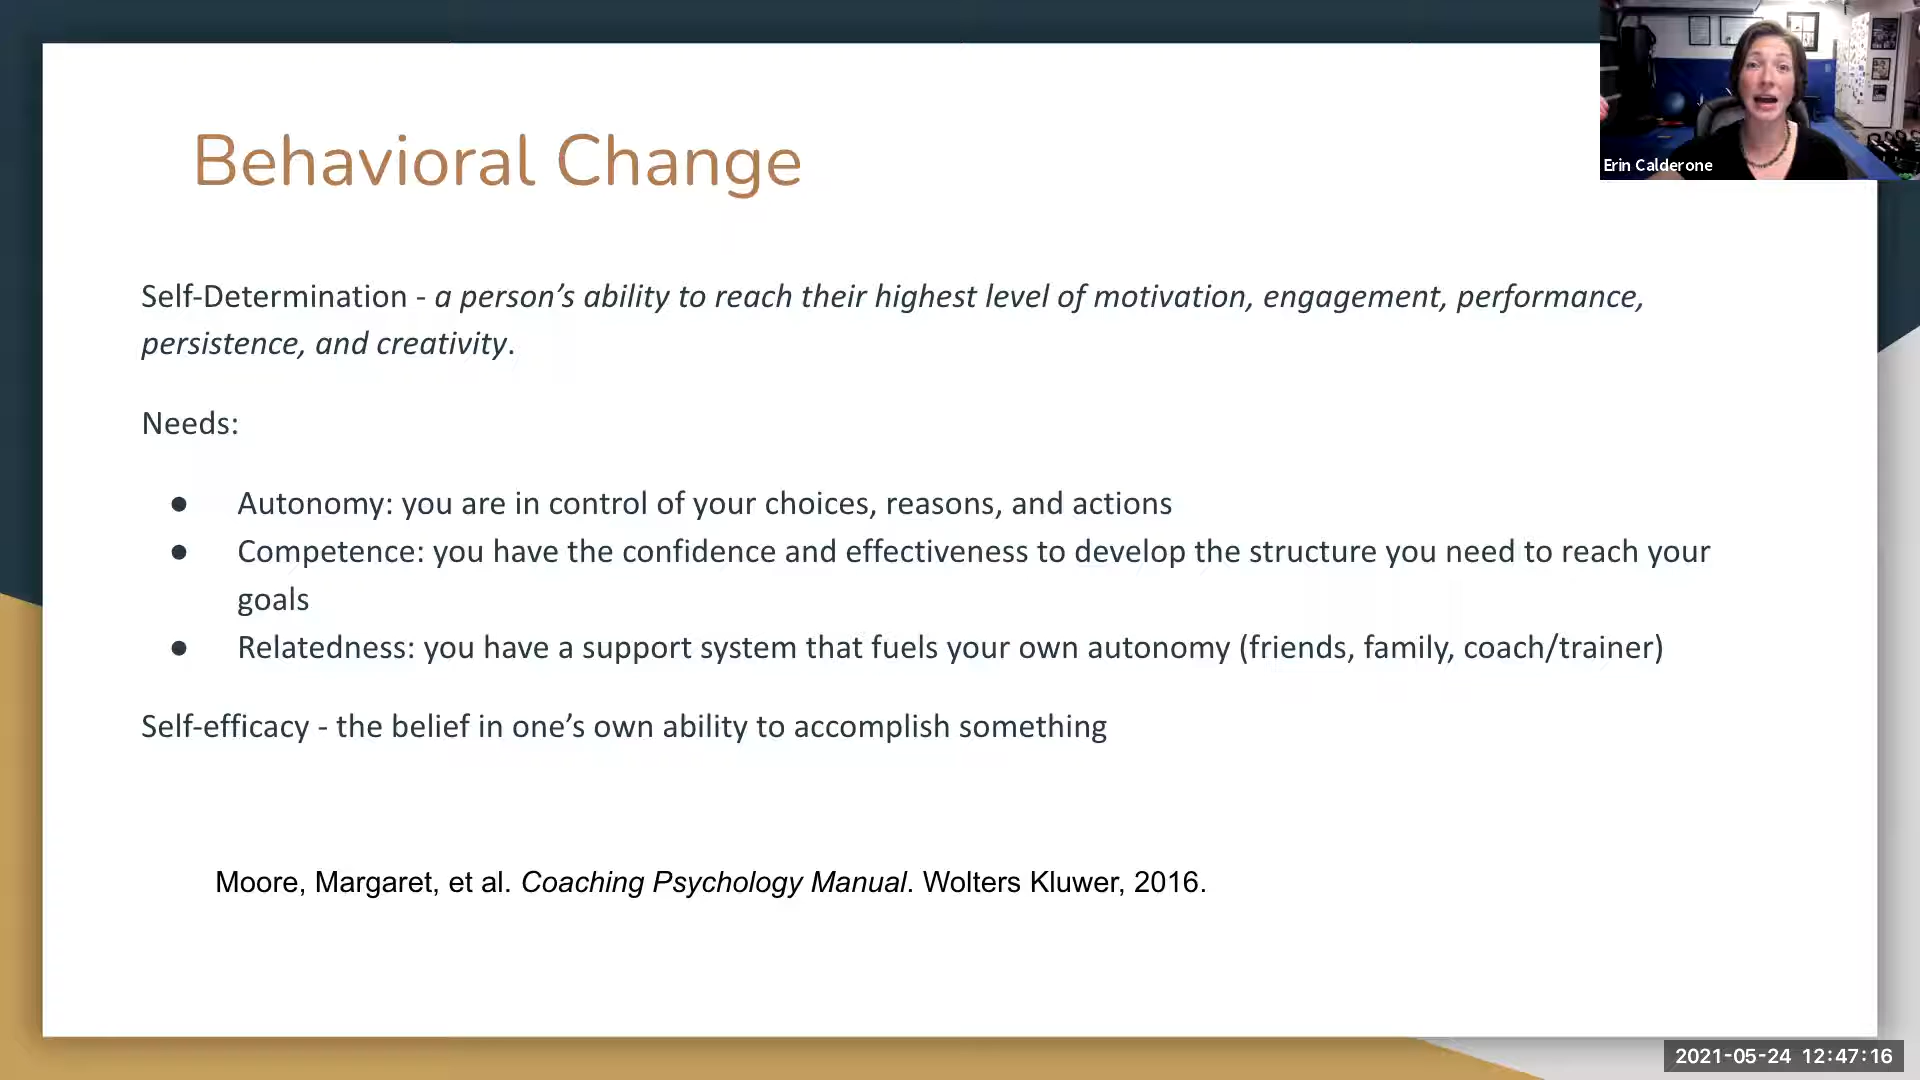 Behavioral Change
Erin Calderone
Self-Determination - a person’s ability to reach their highest level of motivation, engagement, performance,
persistence, and creativity.
Needs:
● Autonomy: you are in control of your choices, reasons, and actions
● Competence: you have the confidence and effectiveness to develop the structure you need to reach your
goals
● Relatedness: you have a support system that fuels your own autonomy (friends, family, coach/trainer)
Self-efficacy - the belief in one’s own ability to accomplish something
Moore, Margaret, et al. Coaching Psychology Manual. Wolters Kluwer, 2016.
2021-05-24 12:47:16